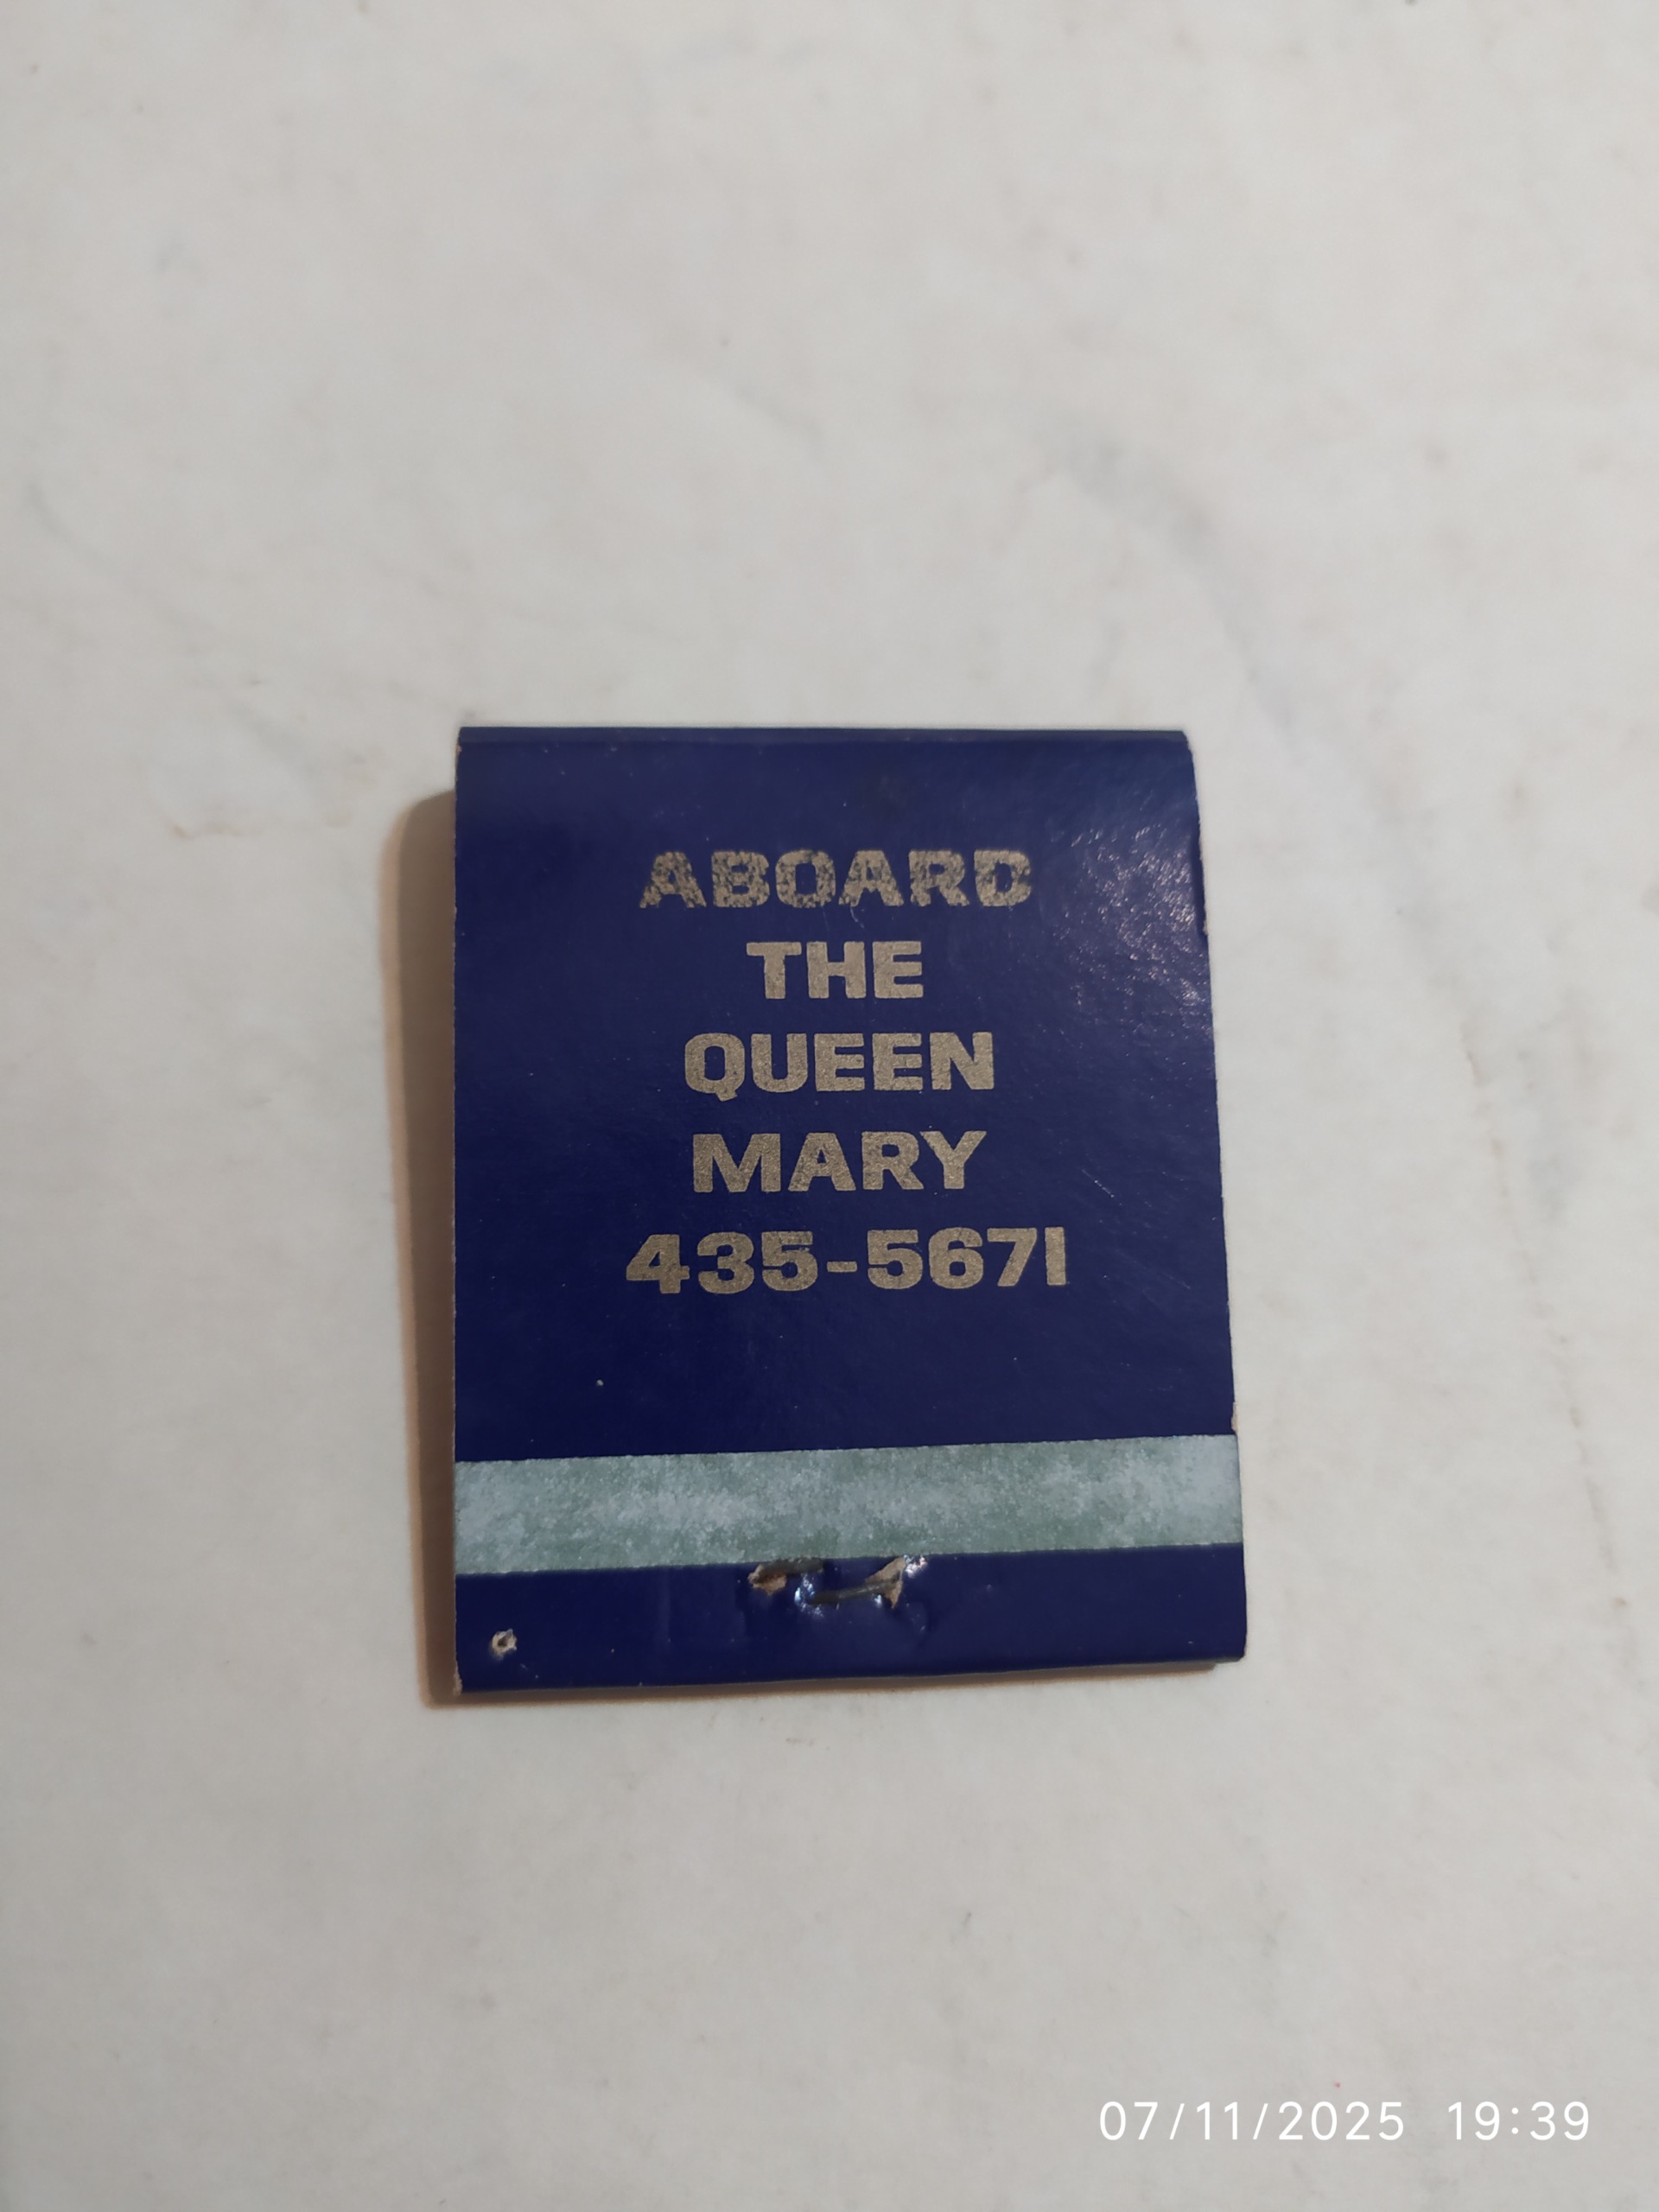 ABOARD
THE
QUEEN
MARY
435-5671
07/11/2025 19:39